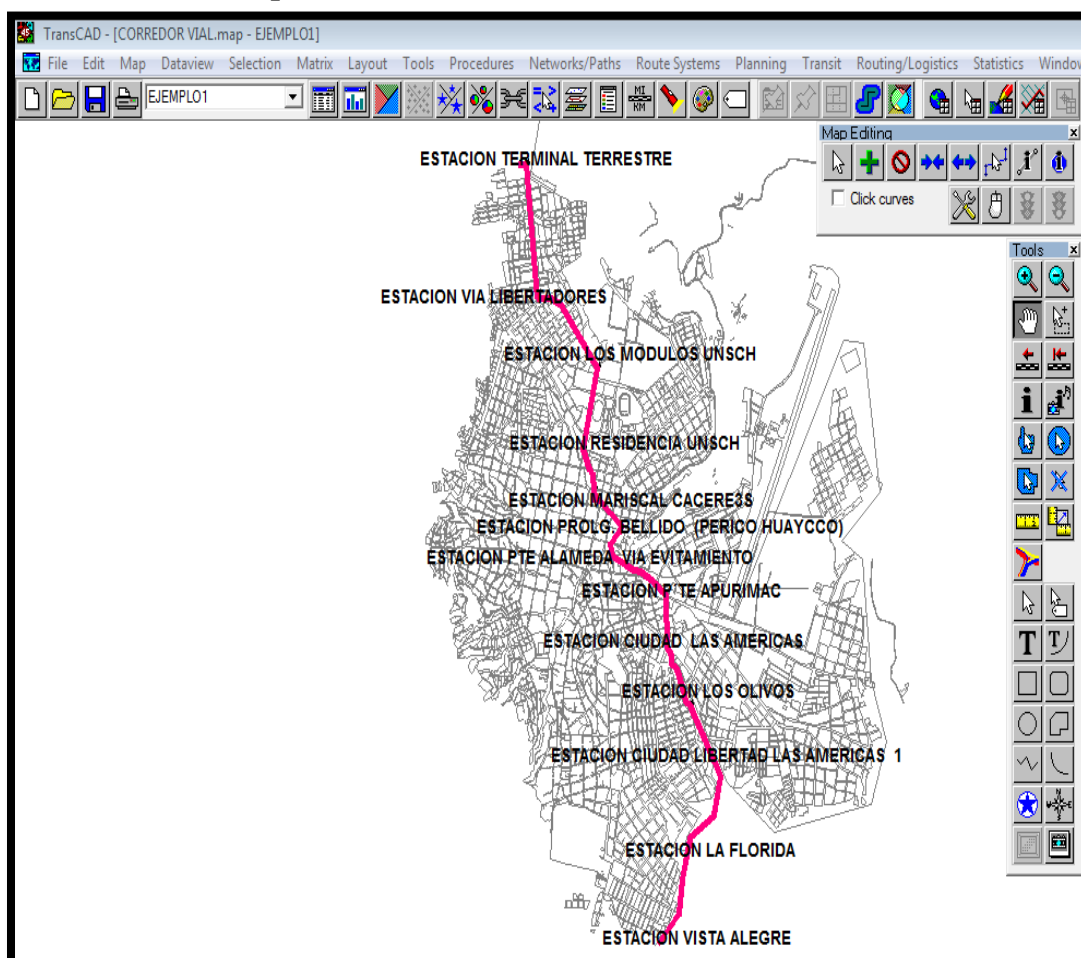 TransCAD - [CORREDOR VIAL.map - EJEMPLO1]
File Edit Map Dataview Selection Matrix Layout Tools Procedures Networks/Paths Route Systems Planning Transit Routing/Logistics Statistics Window
EJEMPLO1
MI
KM
Map Editing
Click curves
Tools
T T
ESTACION TERMINAL TERRESTRE
ESTACION VIA LIBERTADORES
ESTACION LOS MODULOS UNSCH
ESTACION RESIDENCIA UNSCH
ESTACION MARISCAL CACERE3S
ESTACION PROLG. BELLIDO (PERICO HUAYCCO)
ESTACION PTE ALAMEDA VIA EVITAMIENTO
ESTACION P`TE APURIMAC
ESTACION CIUDAD LAS AMERICAS
ESTACION LOS OLIVOS
ESTACION CIUDAD LIBERTAD LAS AMERICAS 1
ESTACION LA FLORIDA
ESTACION VISTA ALEGRE